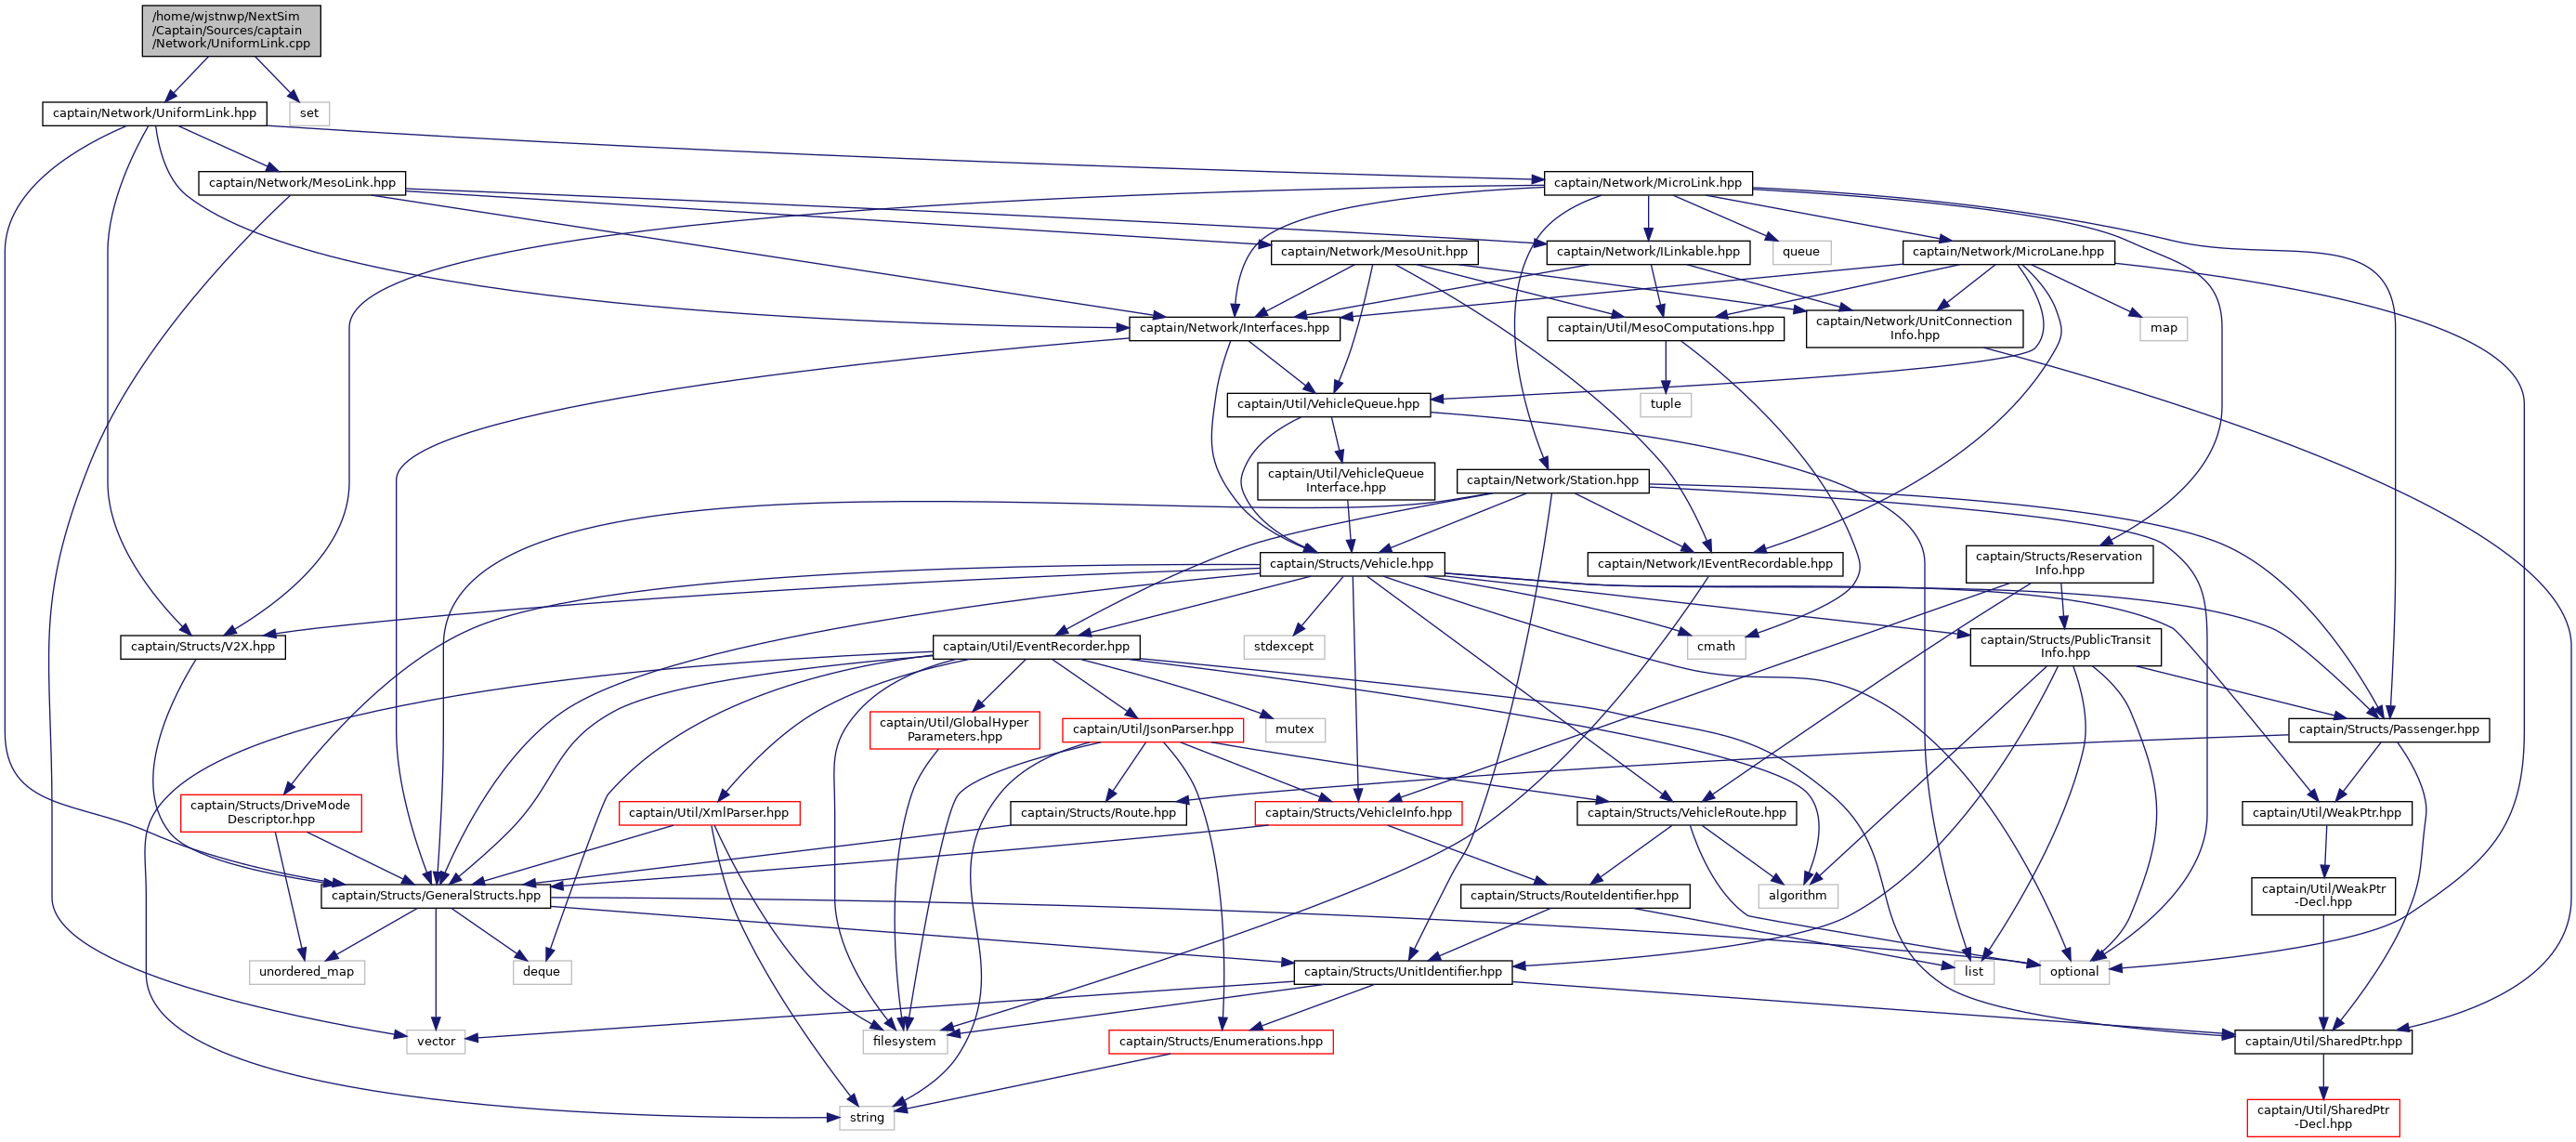 /home/wjstnwp/NextSim
/Captain/Sources/captain
/Network/UniformLink.cpp
captain/Network/UniformLink.hpp
set
captain/Network/MesoLink.hpp
captain/Network/MicroLink.hpp
captain/Network/MesoUnit.hpp
captain/Network/ILinkable.hpp
queue
captain/Network/MicroLane.hpp
captain/Network/Interfaces.hpp
captain/Util/MesoComputations.hpp
captain/Network/UnitConnection
Info.hpp
map
captain/Util/VehicleQueue.hpp
tuple
captain/Util/VehicleQueue
Interface.hpp
captain/Network/Station.hpp
captain/Structs/Vehicle.hpp
captain/Network/IEventRecordable.hpp
captain/Structs/Reservation
Info.hpp
captain/Structs/V2X.hpp
captain/Util/EventRecorder.hpp
stdexcept
cmath
captain/Structs/PublicTransit
Info.hpp
captain/Util/GlobalHyper
Parameters.hpp
captain/Util/JsonParser.hpp
mutex
captain/Structs/Passenger.hpp
captain/Structs/DriveMode
Descriptor.hpp
captain/Util/XmlParser.hpp
captain/Structs/Route.hpp
captain/Structs/VehicleInfo.hpp
captain/Structs/VehicleRoute.hpp
captain/Util/WeakPtr.hpp
captain/Structs/GeneralStructs.hpp
captain/Structs/RouteIdentifier.hpp
algorithm
captain/Util/WeakPtr
-Decl.hpp
unordered_map
deque
captain/Structs/UnitIdentifier.hpp
list
optional
vector
filesystem
captain/Structs/Enumerations.hpp
captain/Util/SharedPtr.hpp
string
captain/Util/SharedPtr
-Decl.hpp